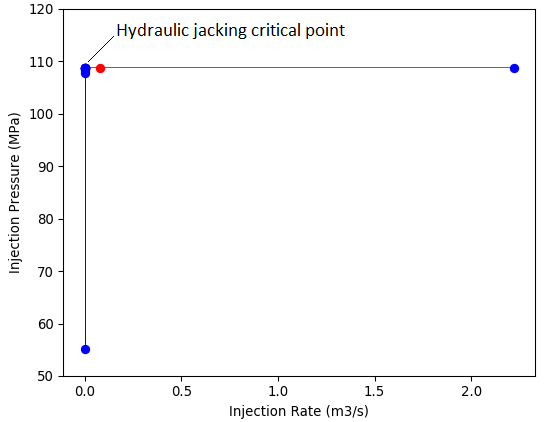 120
Hydraulic jacking critical point
110
100
90
80
70
60
50
Injection Pressure (MPa)
0.0 0.5 1.0 1.5 2.0
Injection Rate (m3/s)